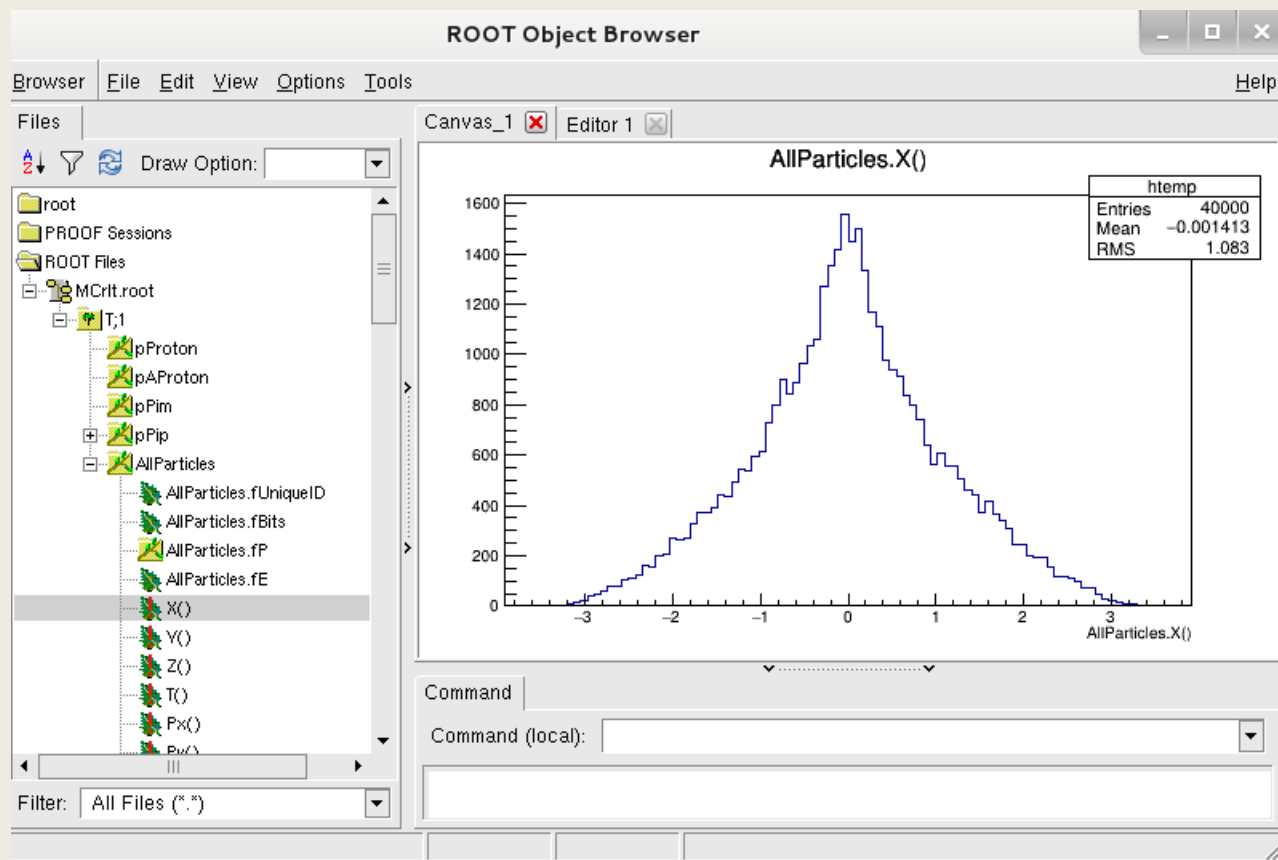 ROOT Object Browser
Browser File Edit View Options Tools Help
Files
Draw Option:
root
PROOF Sessions
ROOT Files
MCrlt.root
T;1
pProton
pAProton
pPim
pPip
AllParticles
AllParticles.fUniqueID
AllParticles.fBits
AllParticles.fP
AllParticles.fE
X()
Y()
Z()
T()
Px()
Py()
Filter: All Files (*.*)
Canvas_1 Editor 1
AllParticles.X()
htemp
Entries 40000
Mean -0.001413
RMS 1.083
1600
1400
1200
1000
800
600
400
200
0
-3 -2 -1 0 1 2 3
AllParticles.X()
Command
Command (local):